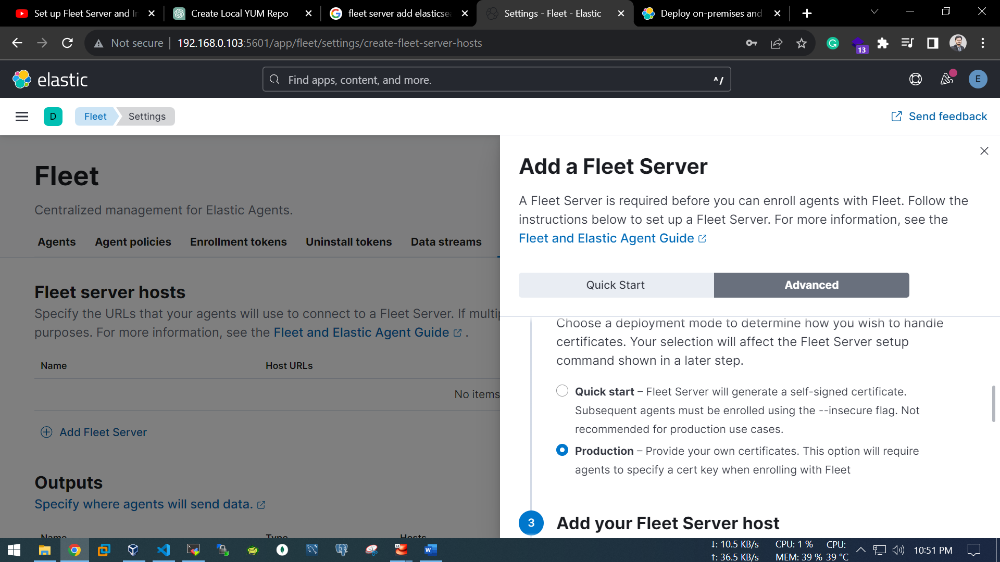 Set up Fleet Server and In
Create Local YUM Repo
fleet server add elasticsea
Settings - Fleet - Elastic
Deploy on-premises and
Not secure
192.168.0.103:5601/app/fleet/settings/create-fleet-server-hosts
13
elastic
Find apps, content, and more.
^/
E
D
Fleet
Settings
Send feedback
Fleet
Centralized management for Elastic Agents.
Agents
Agent policies
Enrollment tokens
Uninstall tokens
Data streams
Fleet server hosts
Specify the URLs that your agents will use to connect to a Fleet Server. If multip
purposes. For more information, see the Fleet and Elastic Agent Guide .
Name
Host URLs
No items
Add Fleet Server
Outputs
Specify where agents will send data.
Name
Type
Hosts
Add a Fleet Server
A Fleet Server is required before you can enroll agents with Fleet. Follow the
instructions below to set up a Fleet Server. For more information, see the
Fleet and Elastic Agent Guide
Quick Start
Advanced
Choose a deployment mode to determine how you wish to handle
certificates. Your selection will affect the Fleet Server setup
command shown in a later step.
Quick start – Fleet Server will generate a self-signed certificate.
Subsequent agents must be enrolled using the --insecure flag. Not
recommended for production use cases.
Production – Provide your own certificates. This option will require
agents to specify a cert key when enrolling with Fleet
3
Add your Fleet Server host
↓: 10.5 KB/s
↑: 36.5 KB/s
CPU: 1 %
MEM: 39 %
CPU:
39 °C
10:51 PM